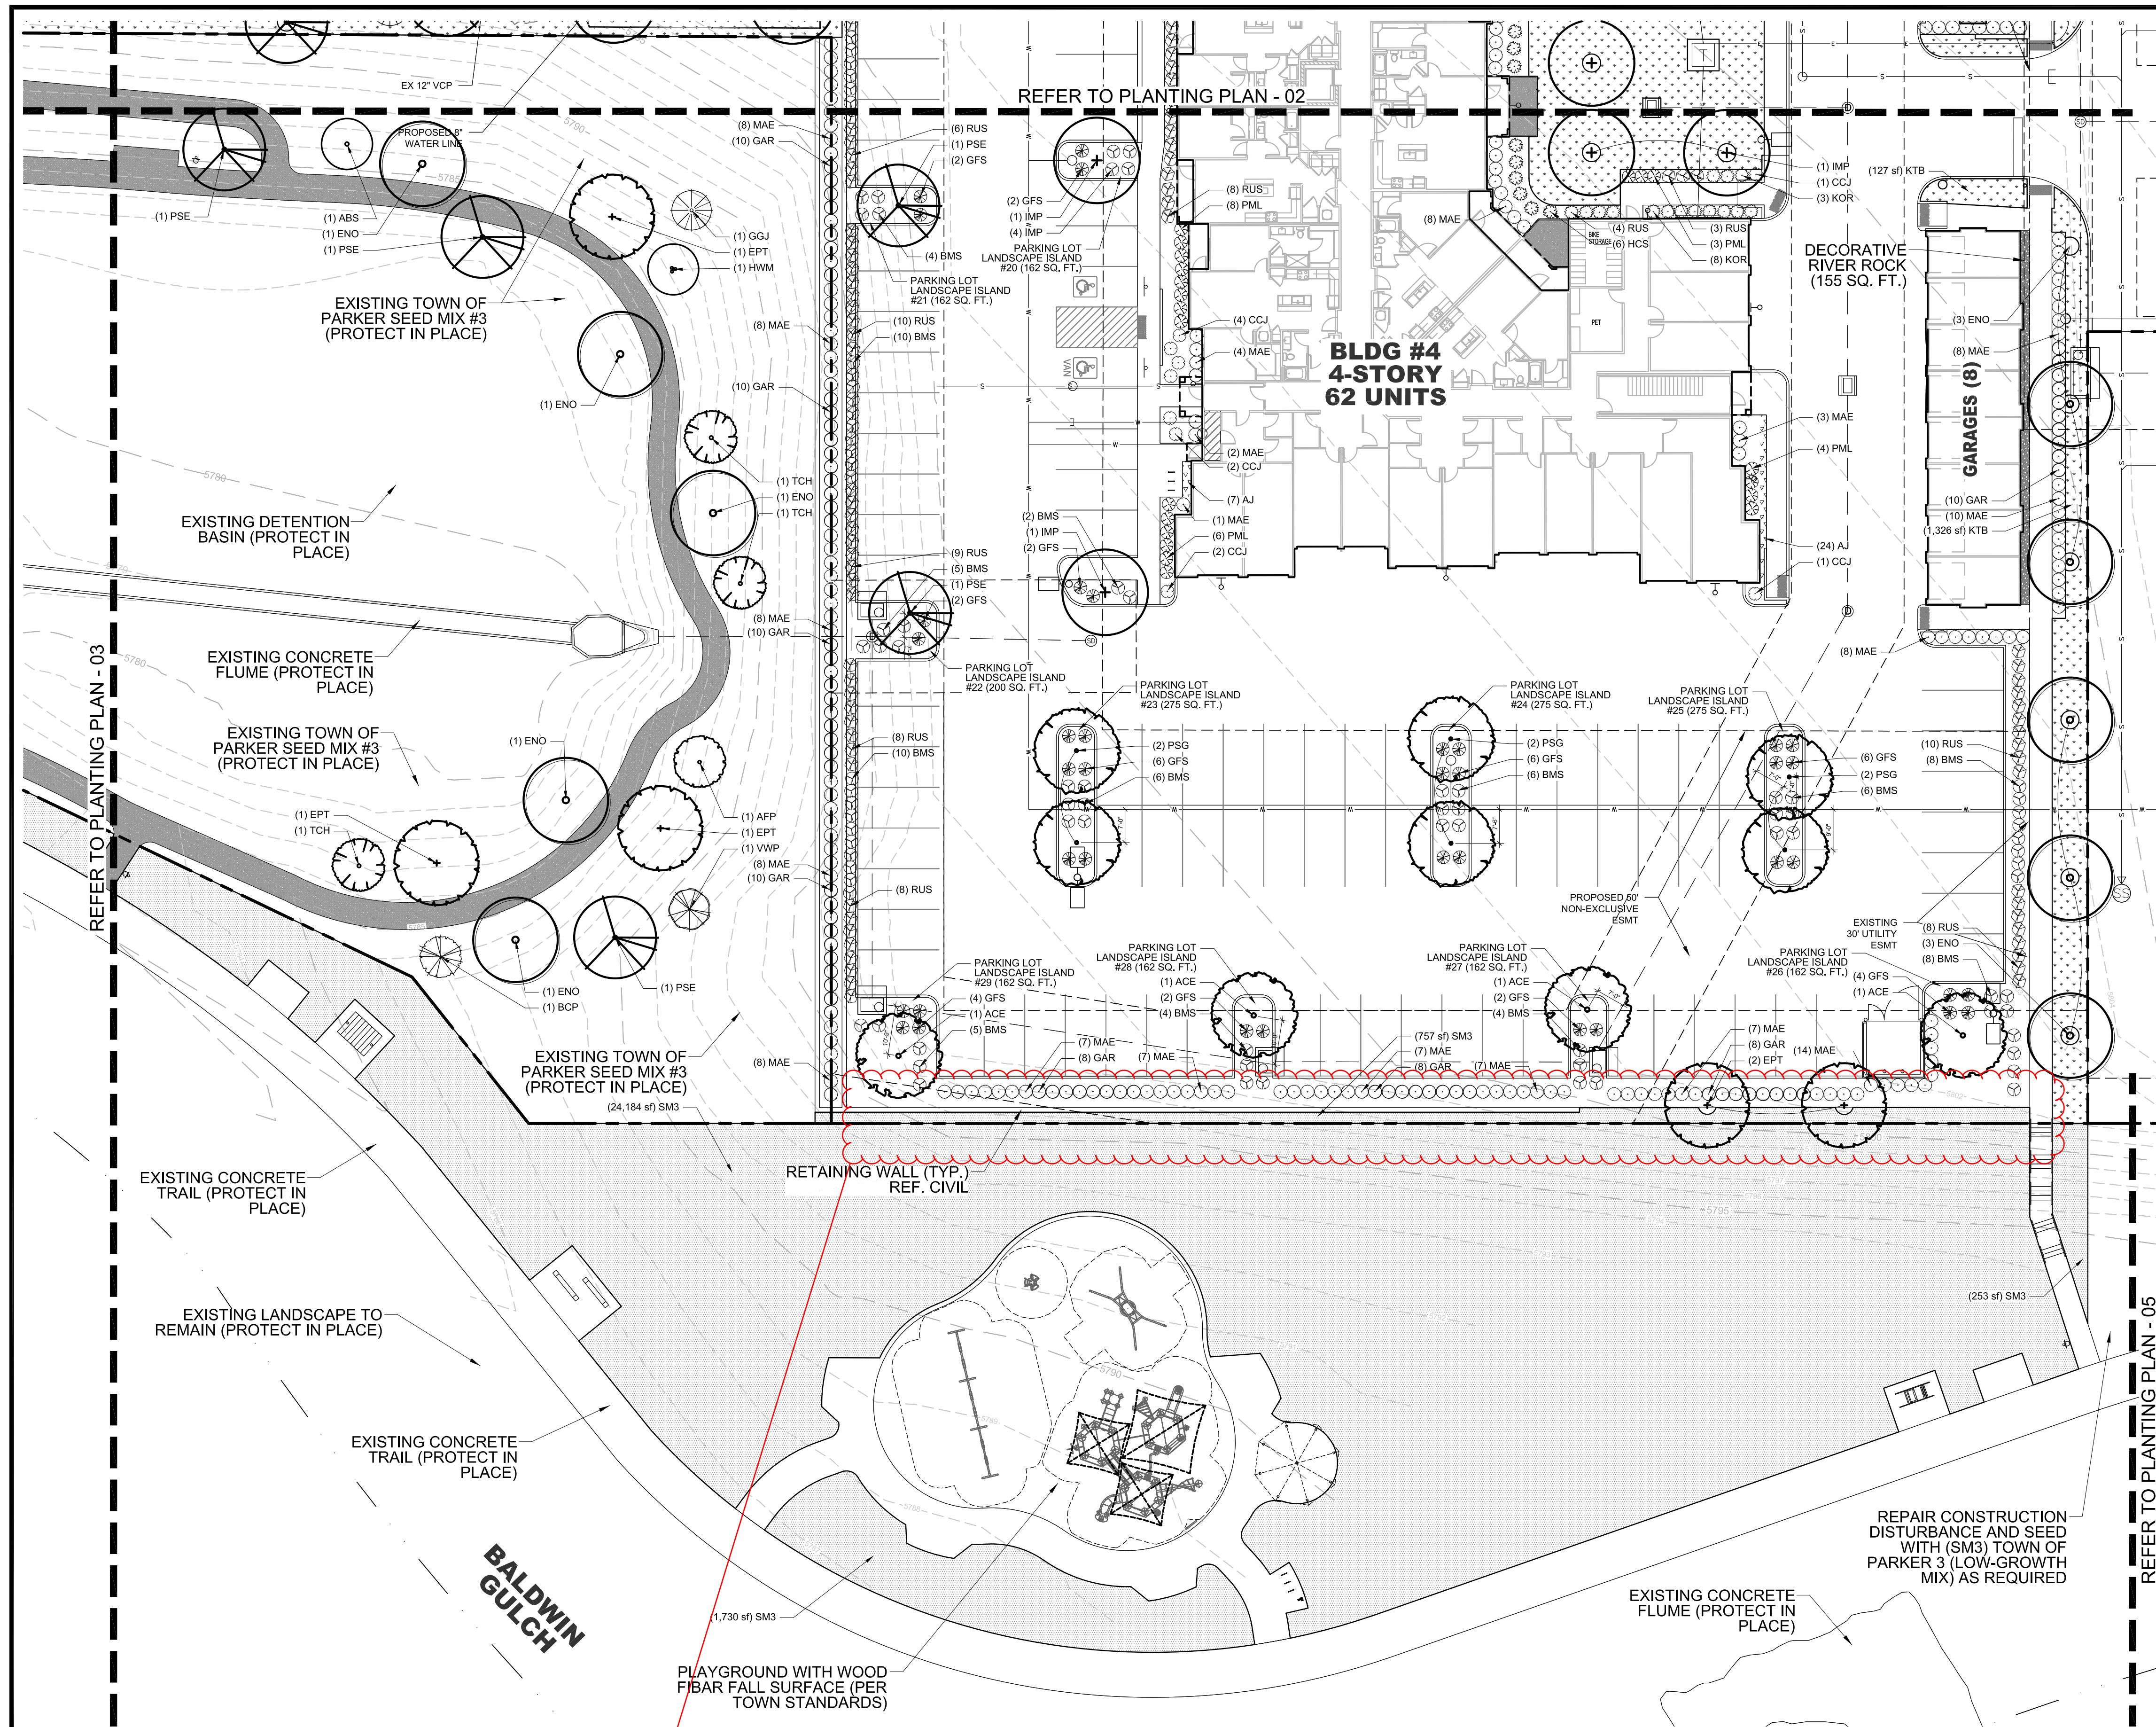 REFER TO PLANTING PLAN - 02
EX 12" VCP
PROPOSED 8"
WATER LINE
5790
5785
(1) PSE
(1) ABS
(1) ENO
(1) PSE
(1) GGJ
(1) EPT
(1) HWM
EXISTING TOWN OF
PARKER SEED MIX #3
(PROTECT IN PLACE)
(1) ENO
(1) TCH
(1) ENO
(1) TCH
5780
EXISTING DETENTION
BASIN (PROTECT IN
PLACE)
REFER TO PLANTING PLAN - 03
5780
EXISTING CONCRETE
FLUME (PROTECT IN
PLACE)
EXISTING TOWN OF
PARKER SEED MIX #3
(PROTECT IN PLACE)
(1) ENO
(1) EPT
(1) TCH
(1) AFP
(1) EPT
(1) VWP
(8) MAE
(10) GAR
(1) ENO
(1) BCP
(1) PSE
(8) MAE
(10) GAR
(8) MAE
(10) GAR
(8) MAE
(10) GAR
(8) MAE
EXISTING TOWN OF
PARKER SEED MIX #3
(PROTECT IN PLACE)
(24,184 sf) SM3
(6) RUS
(1) PSE
(2) GFS
(4) BMS
PARKING LOT
LANDSCAPE ISLAND
#21 (162 SQ. FT.)
(10) RUS
(10) BMS
(2) GFS
(1) IMP
(4) IMP
PARKING LOT
LANDSCAPE ISLAND
#20 (162 SQ. FT.)
VAN
(8) RUS
(8) PML
(4) CCJ
(4) MAE
(2) MAE
(2) CCJ
(7) AJ
(1) MAE
(6) PML
(2) CCJ
(2) BMS
(1) IMP
(2) GFS
(9) RUS
(5) BMS
(1) PSE
(2) GFS
PARKING LOT
LANDSCAPE ISLAND
#22 (200 SQ. FT.)
BLDG #4
4-STORY
62 UNITS
(8) MAE
BIKE
STORAGE
PET
(4) RUS
(6) HCS
(3) RUS
(3) PML
(8) KOR
(1) IMP
(1) CCJ
(3) KOR
(127 sf) KTB
DECORATIVE
RIVER ROCK
(155 SQ. FT.)
(3) ENO
(8) MAE
GARAGES (8)
(10) GAR
(10) MAE
(1,326 sf) KTB
(3) MAE
(4) PML
(24) AJ
(1) CCJ
(8) MAE
PARKING LOT
LANDSCAPE ISLAND
#23 (275 SQ. FT.)
(2) PSG
(6) GFS
(6) BMS
7'-0"
PARKING LOT
LANDSCAPE ISLAND
#24 (275 SQ. FT.)
(2) PSG
(6) GFS
(6) BMS
7'-6"
PARKING LOT
LANDSCAPE ISLAND
#25 (275 SQ. FT.)
(6) GFS
(2) PSG
(6) BMS
9'-0"
(10) RUS
(8) BMS
(8) RUS
(10) BMS
(8) RUS
PROPOSED 50'
NON-EXCLUSIVE
ESMT
EXISTING
30' UTILITY
ESMT
(8) RUS
(3) ENO
(8) BMS
PARKING LOT
LANDSCAPE ISLAND
#26 (162 SQ. FT.)
(4) GFS
(1) ACE
PARKING LOT
LANDSCAPE ISLAND
#27 (162 SQ. FT.)
(1) ACE
(2) GFS
(4) BMS
PARKING LOT
LANDSCAPE ISLAND
#28 (162 SQ. FT.)
(1) ACE
(2) GFS
(4) BMS
PARKING LOT
LANDSCAPE ISLAND
#29 (162 SQ. FT.)
(4) GFS
(1) ACE
(5) BMS
(7) MAE
(8) GAR
(7) MAE
(757 sf) SM3
(7) MAE
(8) GAR
(7) MAE
(7) MAE
(8) GAR
(2) EPT
(14) MAE
RETAINING WALL (TYP.)
REF. CIVIL
5797
5796
5795
5794
EXISTING CONCRETE
TRAIL (PROTECT IN
PLACE)
EXISTING LANDSCAPE TO
REMAIN (PROTECT IN PLACE)
EXISTING CONCRETE
TRAIL (PROTECT IN
PLACE)
5790
5789
5788
(253 sf) SM3
REFER TO PLANTING PLAN - 05
BALDWIN
GULCH
(1,730 sf) SM3
PLAYGROUND WITH WOOD
FIBAR FALL SURFACE (PER
TOWN STANDARDS)
REPAIR CONSTRUCTION
DISTURBANCE AND SEED
WITH (SM3) TOWN OF
PARKER 3 (LOW-GROWTH
MIX) AS REQUIRED
EXISTING CONCRETE
FLUME (PROTECT IN
PLACE)